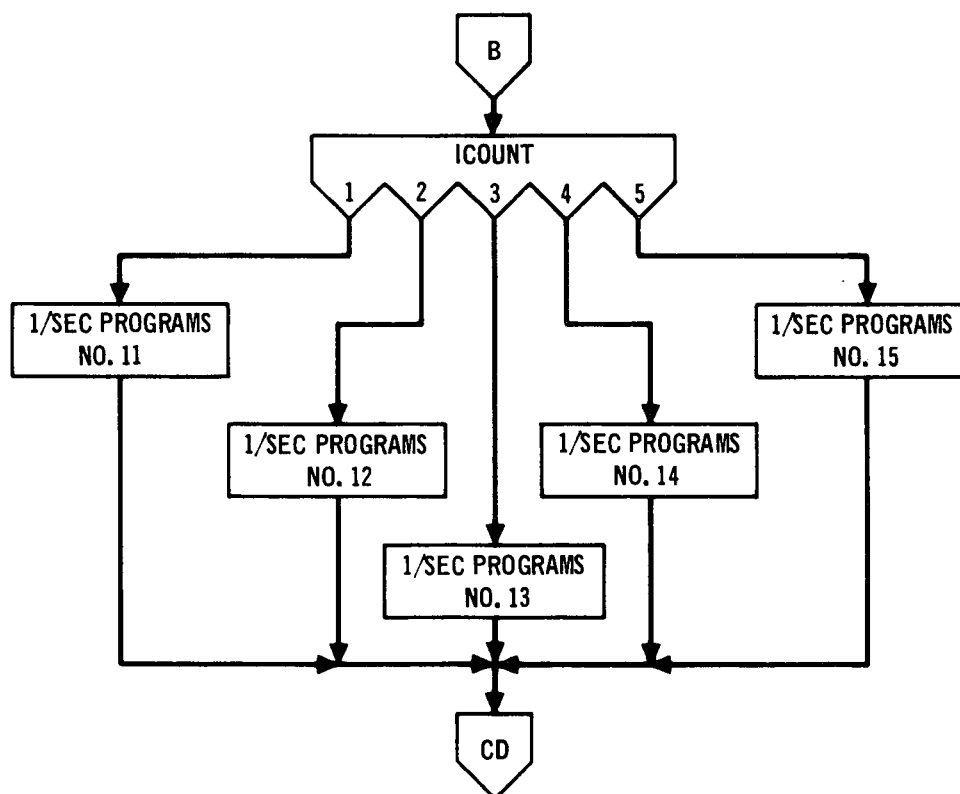 B
ICOUNT
1 2 3 4 5
1/SEC PROGRAMS
NO. 11
1/SEC PROGRAMS
NO. 15
1/SEC PROGRAMS
NO. 12
1/SEC PROGRAMS
NO. 14
1/SEC PROGRAMS
NO. 13
CD